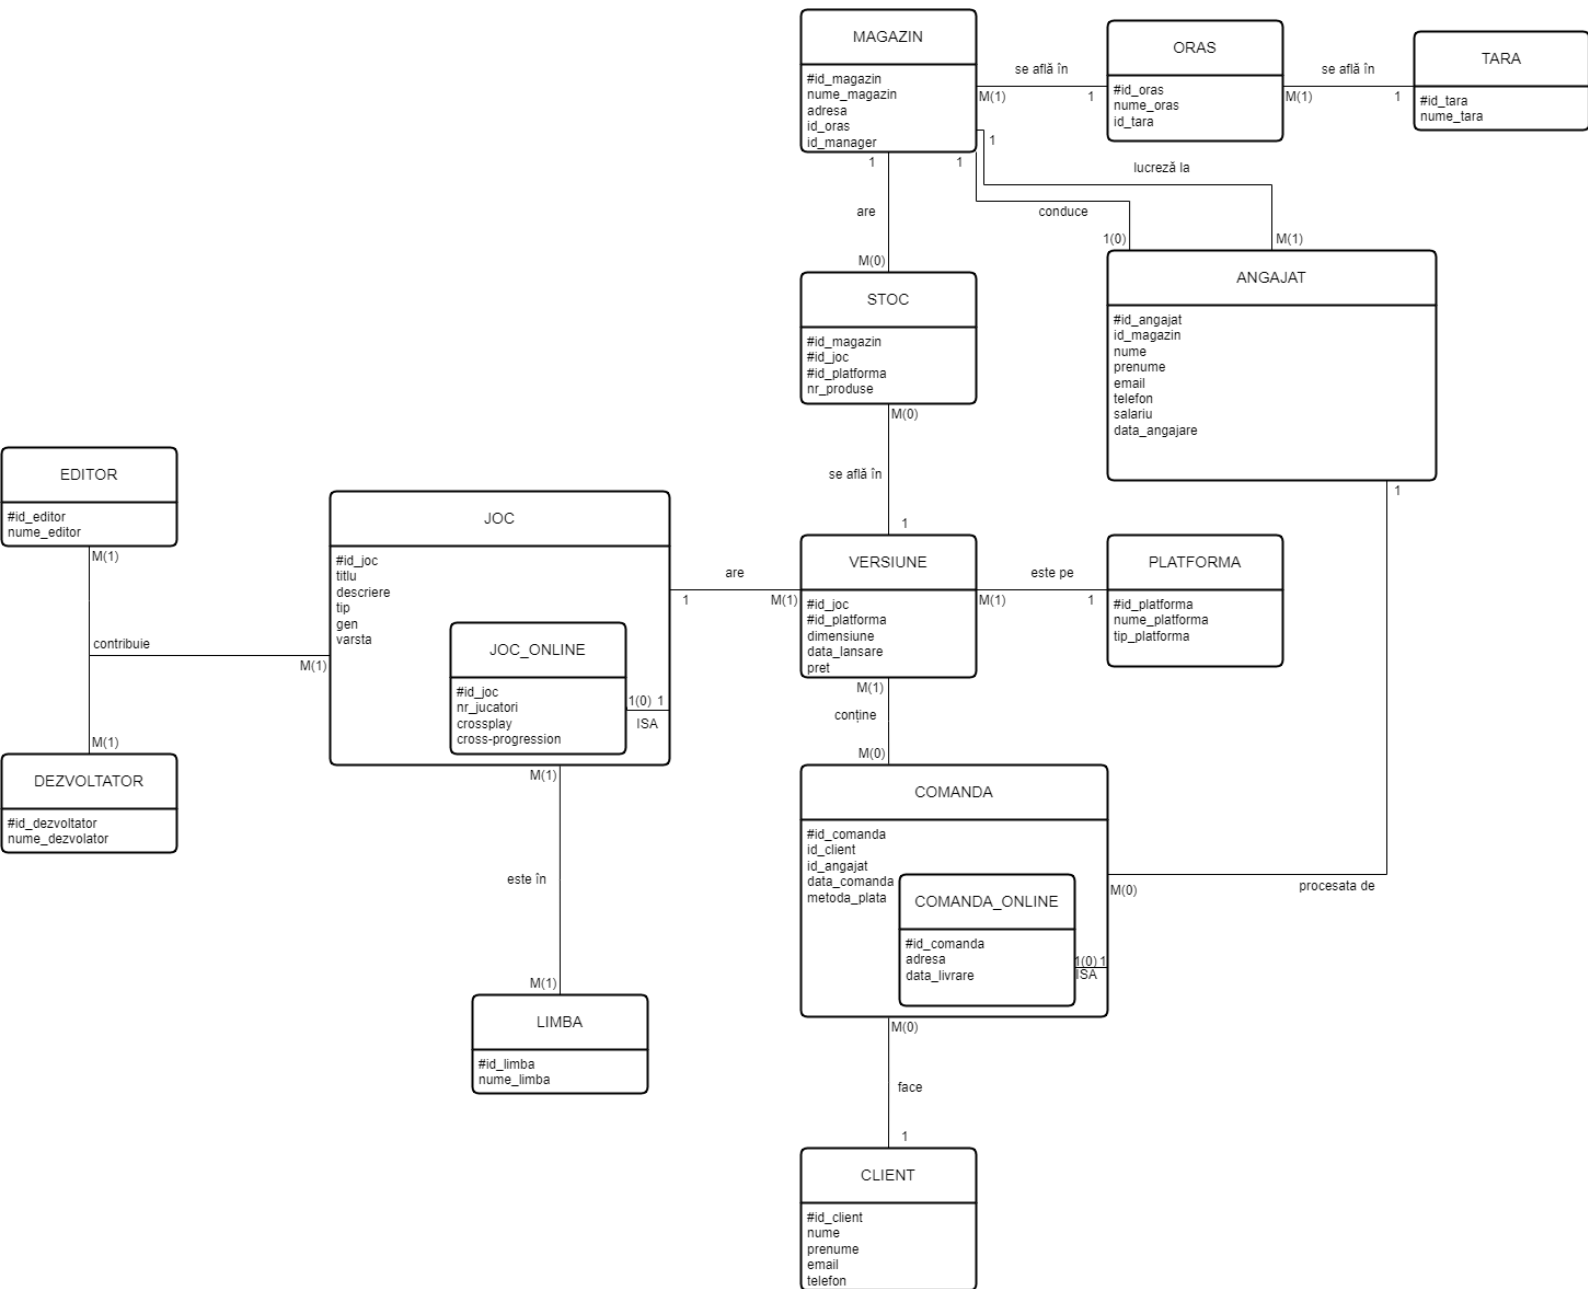 MAGAZIN
#id_magazin
nume_magazin
adresa
id_oras
id_manager
se află în
M(1)
1
ORAS
#id_oras
nume_oras
id_tara
se află în
M(1)
1
TARA
#id_tara
nume_tara
1
1
1
lucreză la
conduce
are
1(0)
M(1)
M(0)
ANGAJAT
#id_angajat
id_magazin
nume
prenume
email
telefon
salariu
data_angajare
1
STOC
#id_magazin
#id_joc
#id_platforma
nr_produse
M(0)
se află în
1
EDITOR
#id_editor
nume_editor
M(1)
contribuie
M(1)
M(1)
DEZVOLTATOR
#id_dezvoltator
nume_dezvolator
JOC
#id_joc
titlu
descriere
tip
gen
varsta
JOC_ONLINE
#id_joc
nr_jucatori
crossplay
cross-progression
1(0) 1
ISA
are
1
M(1)
VERSIUNE
#id_joc
#id_platforma
dimensiune
data_lansare
pret
este pe
M(1)
1
PLATFORMA
#id_platforma
nume_platforma
tip_platforma
M(1)
conține
M(0)
M(1)
este în
M(1)
LIMBA
#id_limba
nume_limba
COMANDA
#id_comanda
id_client
id_angajat
data_comanda
metoda_plata
COMANDA_ONLINE
#id_comanda
adresa
data_livrare
1(0) 1
ISA
M(0)
procesata de
M(0)
face
1
CLIENT
#id_client
nume
prenume
email
telefon